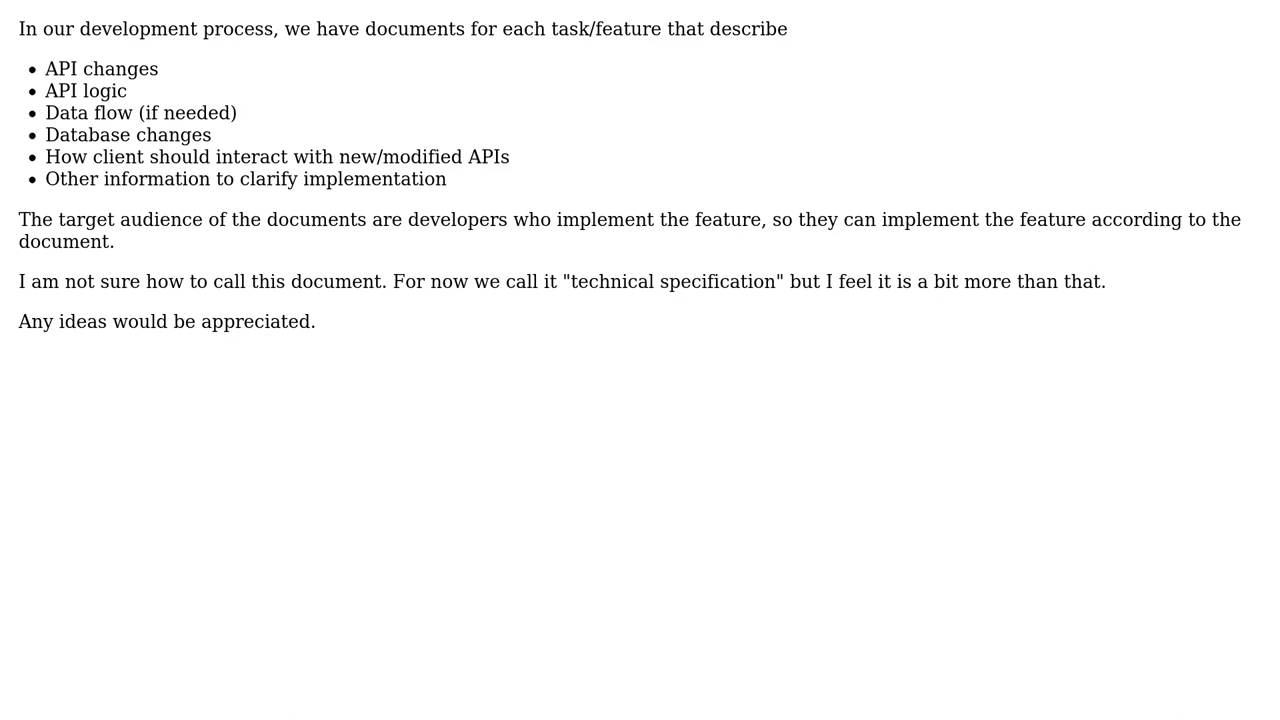 In our development process, we have documents for each task/feature that describe
• API changes
• API logic
• Data flow (if needed)
• Database changes
• How client should interact with new/modified APIs
• Other information to clarify implementation
The target audience of the documents are developers who implement the feature, so they can implement the feature according to the
document.
I am not sure how to call this document. For now we call it "technical specification" but I feel it is a bit more than that.
Any ideas would be appreciated.